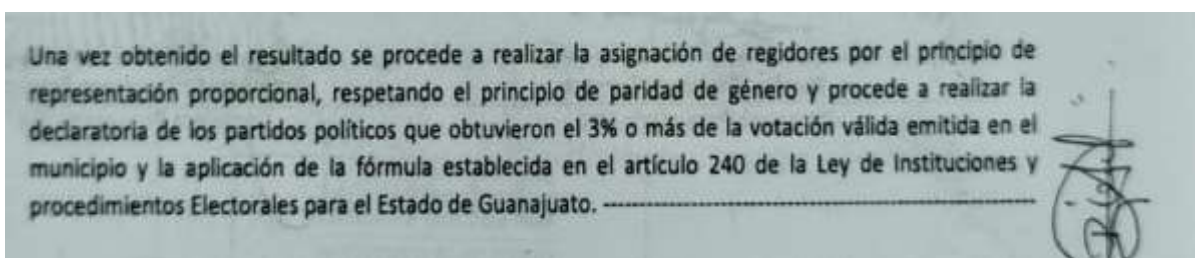 Una vez obtenido el resultado se procede a realizar la asignación de regidores por el principio de
representación proporcional, respetando el principio de paridad de género y procede a realizar la
declaratoria de los partidos políticos que obtuvieron el 3% o más de la votación válida emitida en el
municipio y la aplicación de la fórmula establecida en el artículo 240 de la Ley de Instituciones y
procedimientos Electorales para el Estado de Guanajuato. --------------------------------------------------------